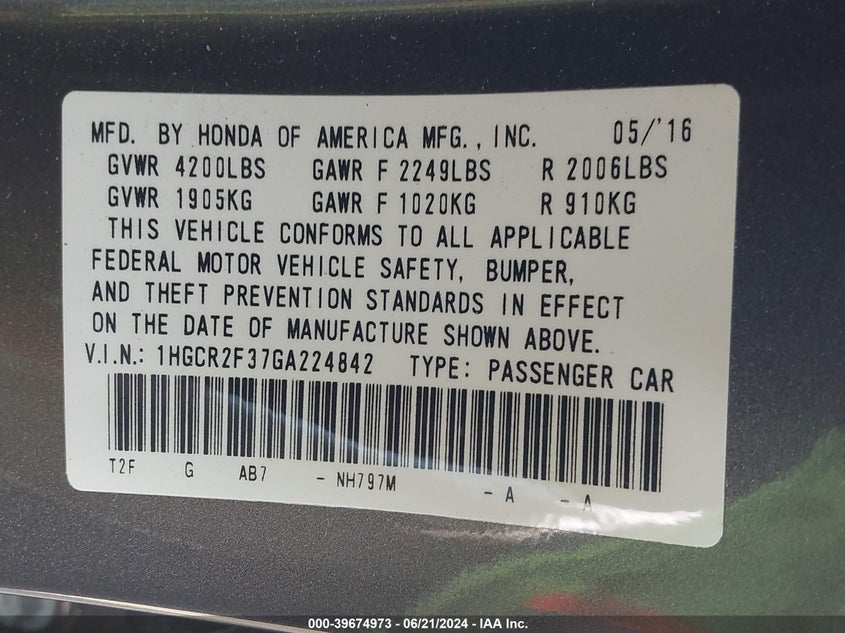 MFD. BY HONDA OF AMERICA MFG., INC. 05/'16
GVWR 4200LBS GAWR F 2249LBS R 2006LBS
GVWR 1905KG GAWR F 1020KG R 910KG
THIS VEHICLE CONFORMS TO ALL APPLICABLE
FEDERAL MOTOR VEHICLE SAFETY, BUMPER,
AND THEFT PREVENTION STANDARDS IN EFFECT
ON THE DATE OF MANUFACTURE SHOWN ABOVE.
V.I.N.: 1HGCR2F37GA224842 TYPE: PASSENGER CAR
T2F G AB7 - NH797M - A - A
000-39674973 - 06/21/2024 - IAA Inc.